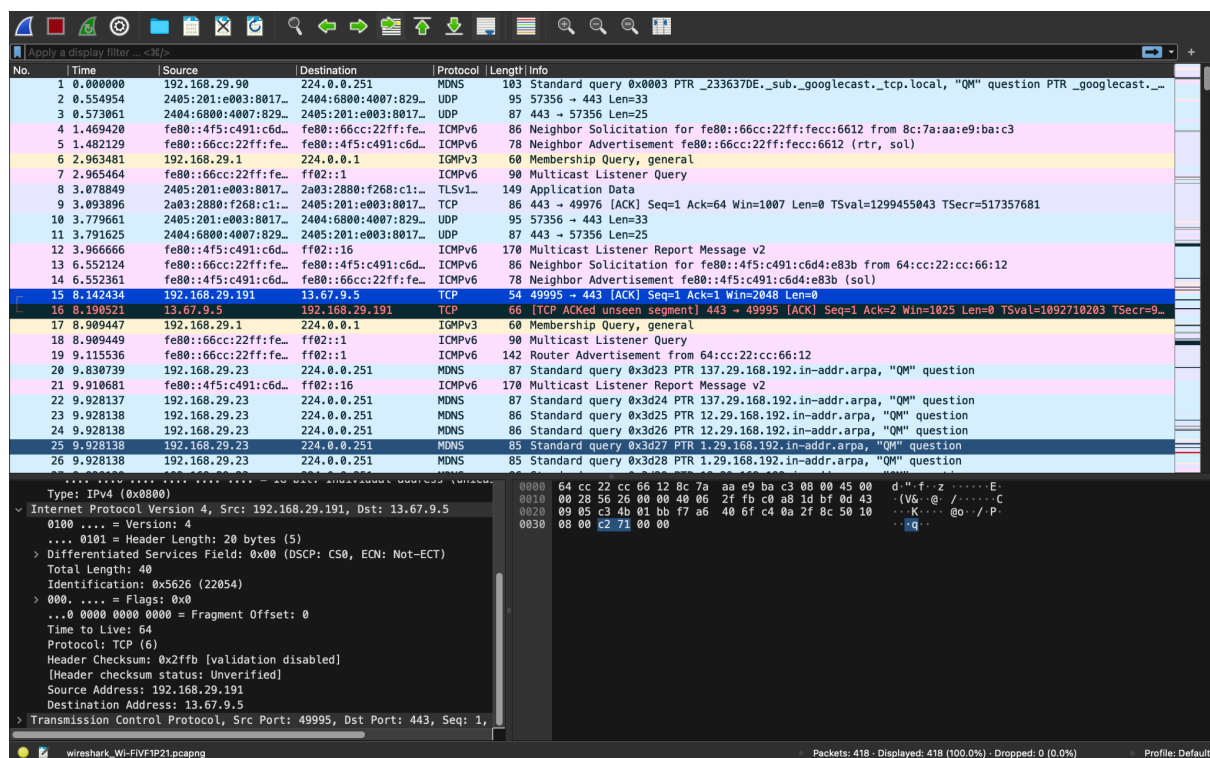 Apply a display filter ... <⌘/>
No. Time Source Destination Protocol Length Info
1 0.000000 192.168.29.90 224.0.0.251 MDNS 103 Standard query 0x0003 PTR _233637DE._sub._googlecast._tcp.local, "QM" question PTR _googlecast._…
2 0.554954 2405:201:e003:8017… 2404:6800:4007:829… UDP 95 57356 → 443 Len=33
3 0.573061 2404:6800:4007:829… 2405:201:e003:8017… UDP 87 443 → 57356 Len=25
4 1.469420 fe80::4f5:c491:c6d… fe80::66cc:22ff:fe… ICMPv6 86 Neighbor Solicitation for fe80::66cc:22ff:fecc:6612 from 8c:7a:aa:e9:ba:c3
5 1.482129 fe80::66cc:22ff:fe… fe80::4f5:c491:c6d… ICMPv6 78 Neighbor Advertisement fe80::66cc:22ff:fecc:6612 (rtr, sol)
6 2.963481 192.168.29.1 224.0.0.1 IGMPv3 60 Membership Query, general
7 2.965464 fe80::66cc:22ff:fe… ff02::1 ICMPv6 90 Multicast Listener Query
8 3.078849 2405:201:e003:8017… 2a03:2880:f268:c1:… TLSv1… 149 Application Data
9 3.093896 2a03:2880:f268:c1:… 2405:201:e003:8017… TCP 86 443 → 49976 [ACK] Seq=1 Ack=64 Win=1007 Len=0 TSval=1299455043 TSecr=517357681
10 3.779661 2405:201:e003:8017… 2404:6800:4007:829… UDP 95 57356 → 443 Len=33
11 3.791625 2404:6800:4007:829… 2405:201:e003:8017… UDP 87 443 → 57356 Len=25
12 3.966666 fe80::4f5:c491:c6d… ff02::16 ICMPv6 170 Multicast Listener Report Message v2
13 6.552124 fe80::66cc:22ff:fe… fe80::4f5:c491:c6d… ICMPv6 86 Neighbor Solicitation for fe80::4f5:c491:c6d4:e83b from 64:cc:22:cc:66:12
14 6.552361 fe80::4f5:c491:c6d… fe80::66cc:22ff:fe… ICMPv6 78 Neighbor Advertisement fe80::4f5:c491:c6d4:e83b (sol)
15 8.142434 192.168.29.191 13.67.9.5 TCP 54 49995 → 443 [ACK] Seq=1 Ack=1 Win=2048 Len=0
16 8.190521 13.67.9.5 192.168.29.191 TCP 66 [TCP ACKed unseen segment] 443 → 49995 [ACK] Seq=1 Ack=2 Win=1025 Len=0 TSval=1092710203 TSecr=9…
17 8.909447 192.168.29.1 224.0.0.1 IGMPv3 60 Membership Query, general
18 8.909449 fe80::66cc:22ff:fe… ff02::1 ICMPv6 90 Multicast Listener Query
19 9.115536 fe80::66cc:22ff:fe… ff02::1 ICMPv6 142 Router Advertisement from 64:cc:22:cc:66:12
20 9.830739 192.168.29.23 224.0.0.251 MDNS 87 Standard query 0x3d23 PTR 137.29.168.192.in-addr.arpa, "QM" question
21 9.910681 fe80::4f5:c491:c6d… ff02::16 ICMPv6 170 Multicast Listener Report Message v2
22 9.928137 192.168.29.23 224.0.0.251 MDNS 87 Standard query 0x3d24 PTR 137.29.168.192.in-addr.arpa, "QM" question
23 9.928138 192.168.29.23 224.0.0.251 MDNS 86 Standard query 0x3d25 PTR 12.29.168.192.in-addr.arpa, "QM" question
24 9.928138 192.168.29.23 224.0.0.251 MDNS 86 Standard query 0x3d26 PTR 12.29.168.192.in-addr.arpa, "QM" question
25 9.928138 192.168.29.23 224.0.0.251 MDNS 85 Standard query 0x3d27 PTR 1.29.168.192.in-addr.arpa, "QM" question
26 9.928138 192.168.29.23 224.0.0.251 MDNS 85 Standard query 0x3d28 PTR 1.29.168.192.in-addr.arpa, "QM" question
Type: IPv4 (0x0800)
Internet Protocol Version 4, Src: 192.168.29.191, Dst: 13.67.9.5
0100 .... = Version: 4
.... 0101 = Header Length: 20 bytes (5)
Differentiated Services Field: 0x00 (DSCP: CS0, ECN: Not-ECT)
Total Length: 40
Identification: 0x5626 (22054)
000. .... = Flags: 0x0
...0 0000 0000 0000 = Fragment Offset: 0
Time to Live: 64
Protocol: TCP (6)
Header Checksum: 0x2ffb [validation disabled]
[Header checksum status: Unverified]
Source Address: 192.168.29.191
Destination Address: 13.67.9.5
Transmission Control Protocol, Src Port: 49995, Dst Port: 443, Seq: 1,
0000 64 cc 22 cc 66 12 8c 7a aa e9 ba c3 08 00 45 00 d·"·f··z ······E·
0010 00 28 56 26 00 00 40 06 2f fb c0 a8 1d bf 0d 43 ·(V&··@· /······C
0020 09 05 c3 4b 01 bb f7 a6 40 6f c4 0a 2f 8c 50 10 ···K···· @o··/·P·
0030 08 00 c2 71 00 00 ···q··
wireshark_Wi-FiVF1P21.pcapng
Packets: 418 · Displayed: 418 (100.0%) · Dropped: 0 (0.0%)
Profile: Default